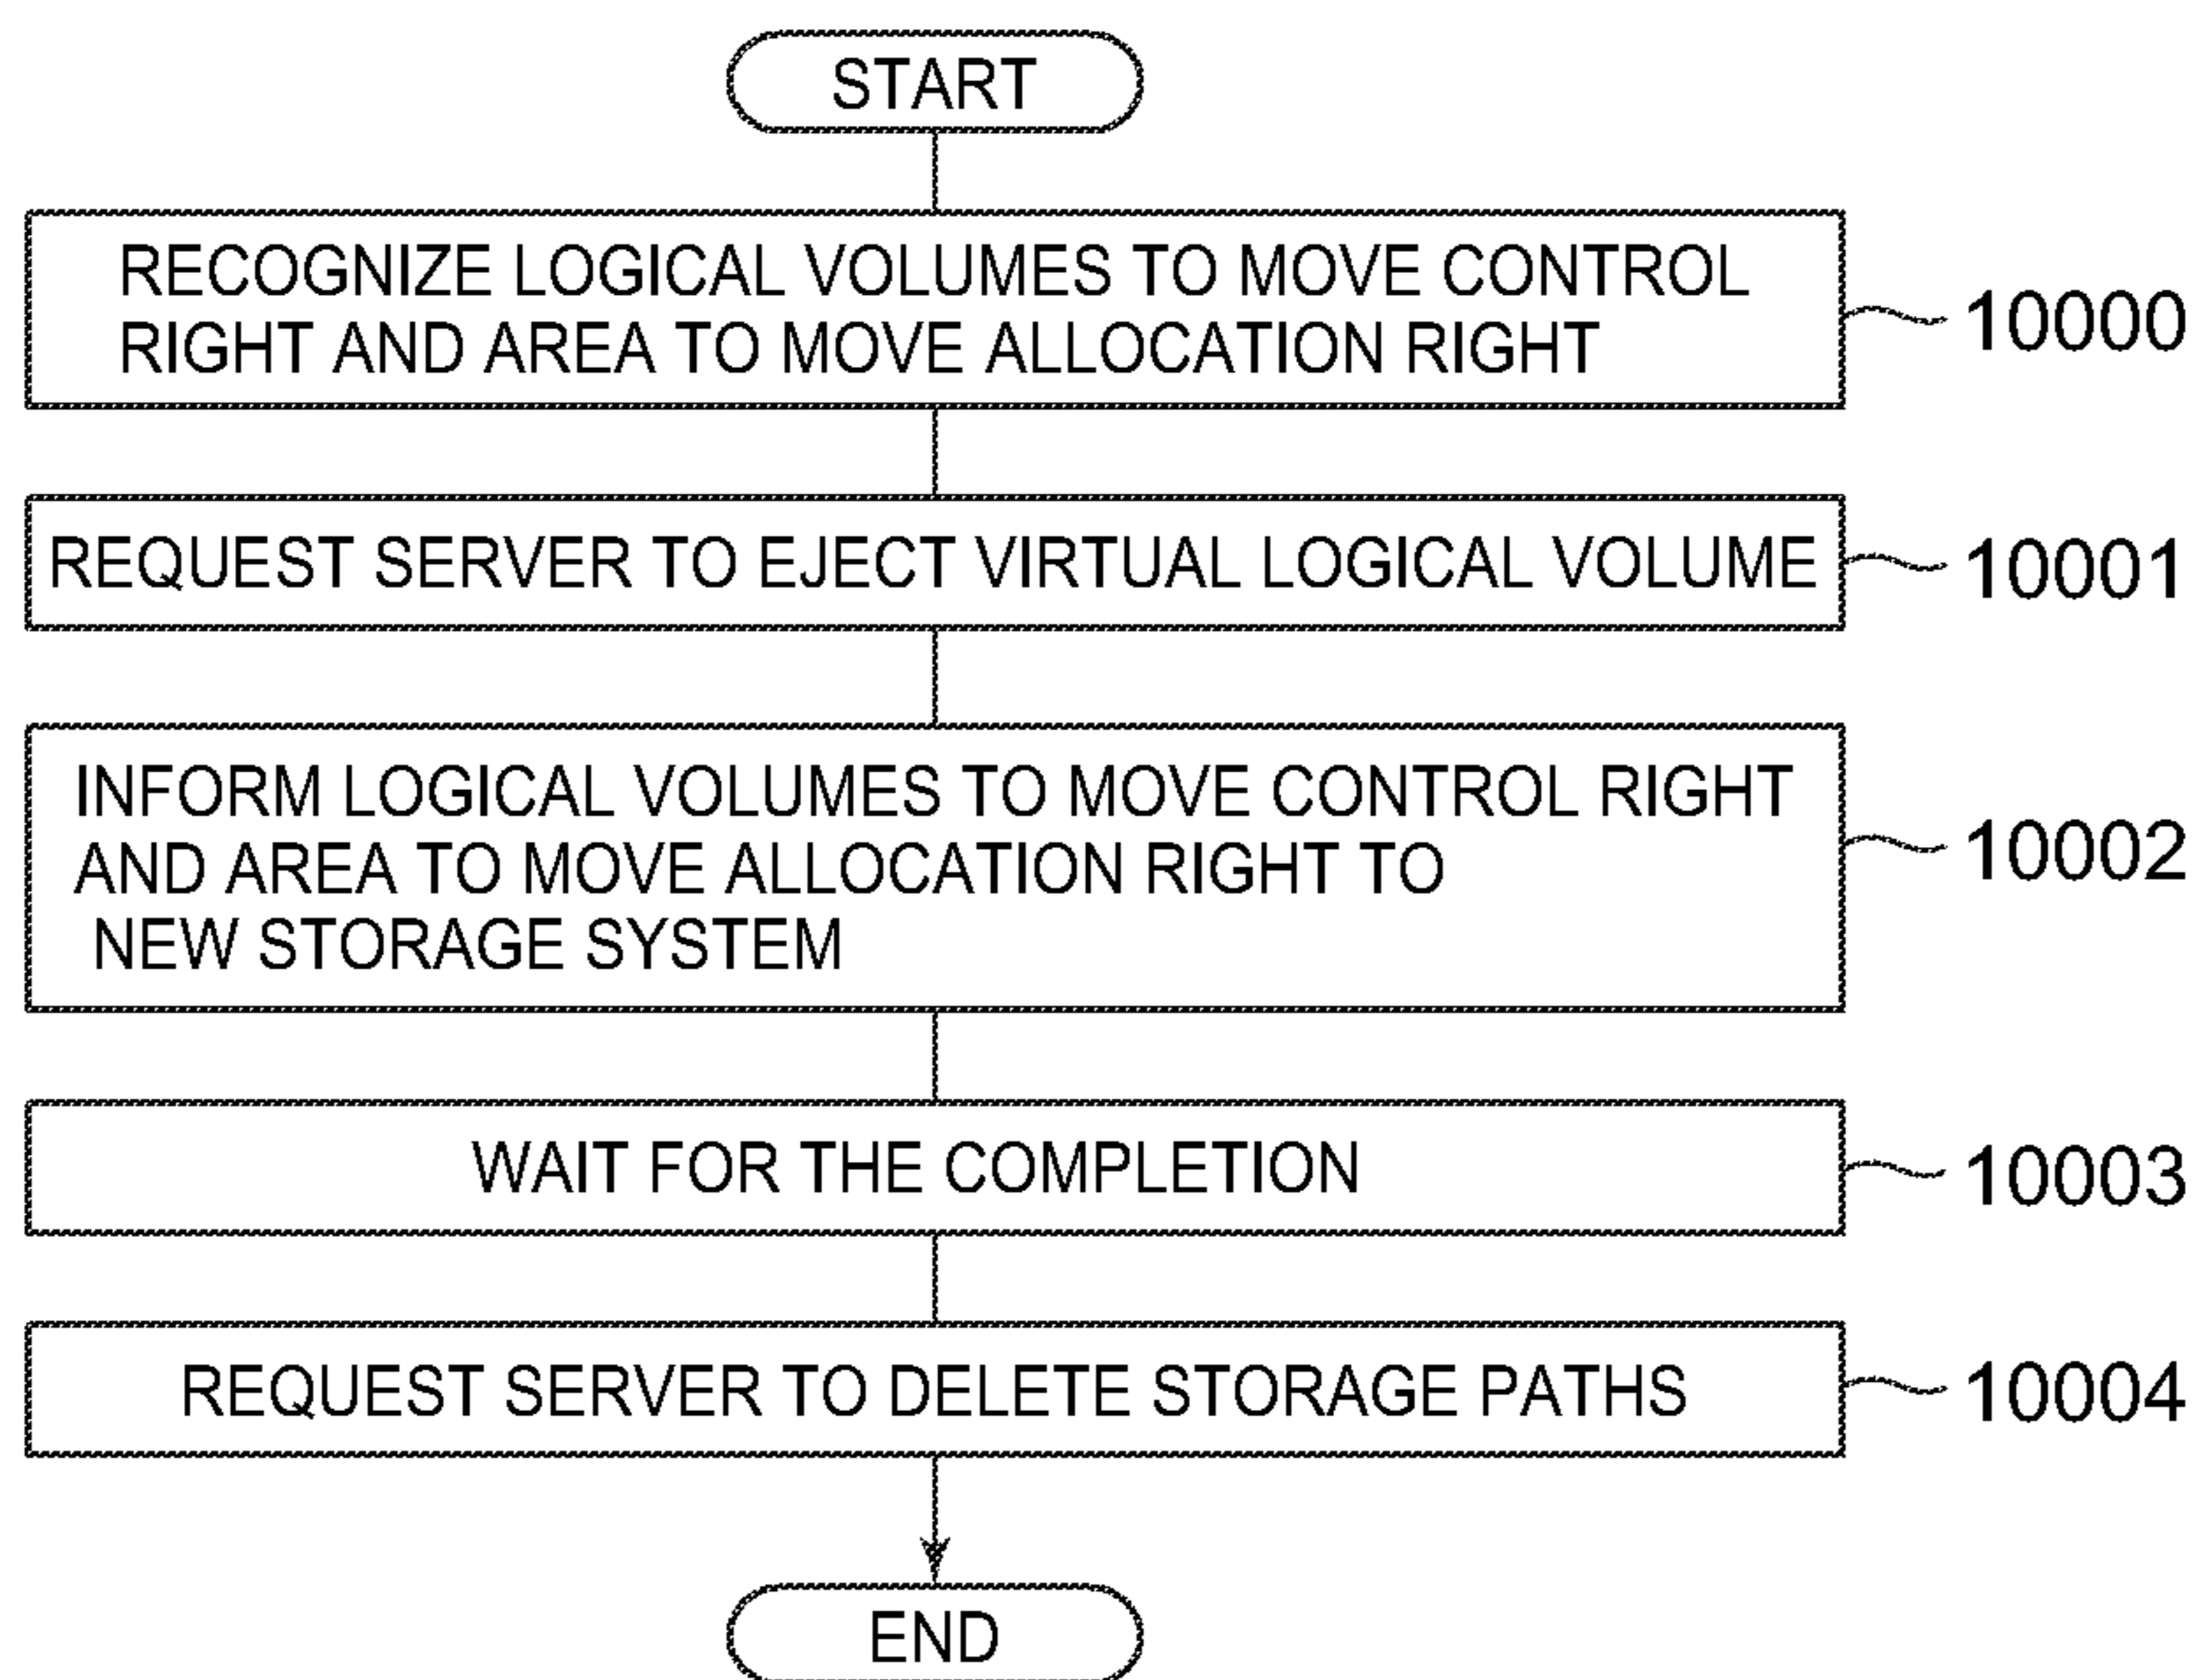 START
RECOGNIZE LOGICAL VOLUMES TO MOVE CONTROL
RIGHT AND AREA TO MOVE ALLOCATION RIGHT
10000
REQUEST SERVER TO EJECT VIRTUAL LOGICAL VOLUME
10001
INFORM LOGICAL VOLUMES TO MOVE CONTROL RIGHT
AND AREA TO MOVE ALLOCATION RIGHT TO
NEW STORAGE SYSTEM
10002
WAIT FOR THE COMPLETION
10003
REQUEST SERVER TO DELETE STORAGE PATHS
10004
END